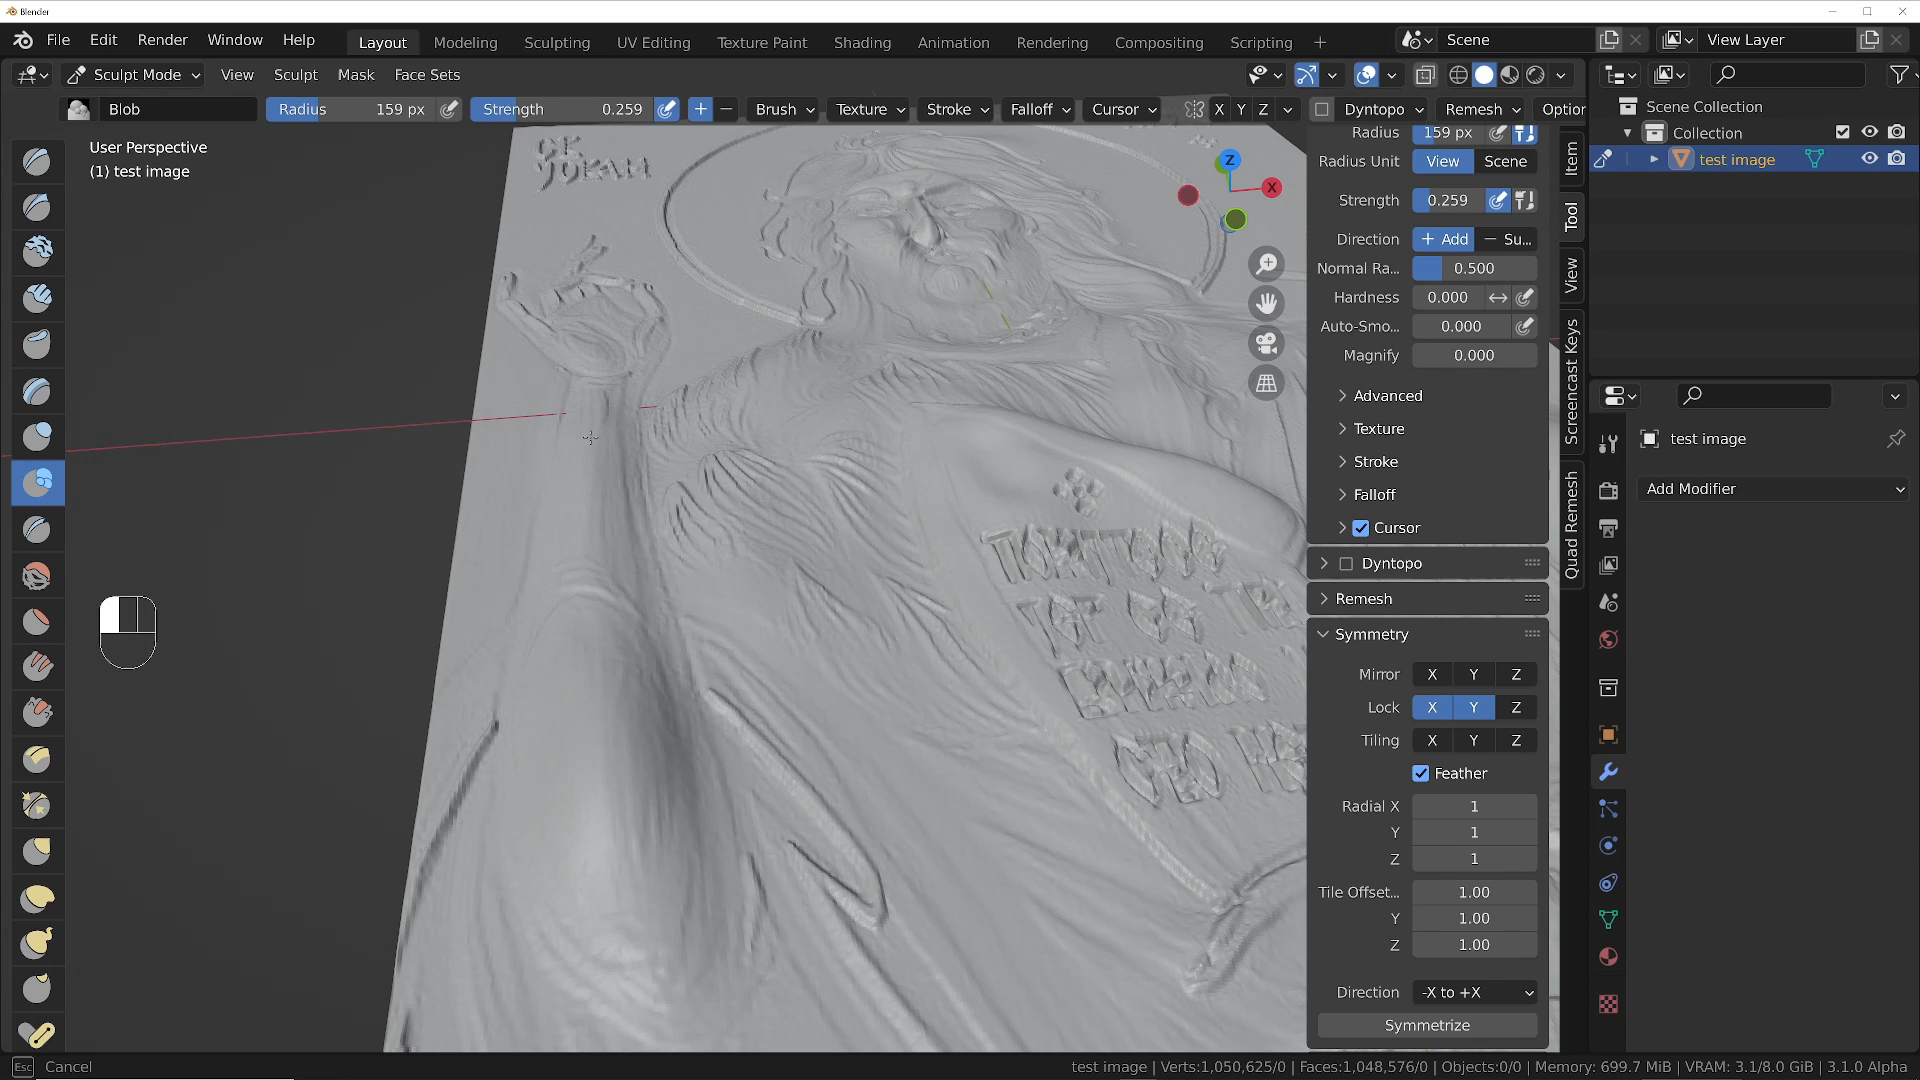 Blender
File Edit Render Window Help Layout Modeling Sculpting UV Editing Texture Paint Shading Animation Rendering Compositing Scripting + Scene View Layer
Sculpt Mode View Sculpt Mask Face Sets
Blob Radius 159 px Strength 0.259 + − Brush Texture Stroke Falloff Cursor X Y Z Dyntopo Remesh Option
User Perspective
(1) test image
Z
X
Radius 159 px
Radius Unit View Scene
Strength 0.259
Direction + Add − Su...
Normal Ra... 0.500
Hardness 0.000
Auto-Smo... 0.000
Magnify 0.000
Advanced
Texture
Stroke
Falloff
Cursor
Dyntopo
Remesh
Symmetry
Mirror X Y Z
Lock X Y Z
Tiling X Y Z
Feather
Radial X 1
Y 1
Z 1
Tile Offset... 1.00
Y 1.00
Z 1.00
Direction -X to +X
Symmetrize
Item
Tool
View
Screencast Keys
Quad Remesh
Scene Collection
Collection
test image
test image
Add Modifier
Esc Cancel
test image | Verts:1,050,625/0 | Faces:1,048,576/0 | Objects:0/0 | Memory: 699.7 MiB | VRAM: 3.1/8.0 GiB | 3.1.0 Alpha